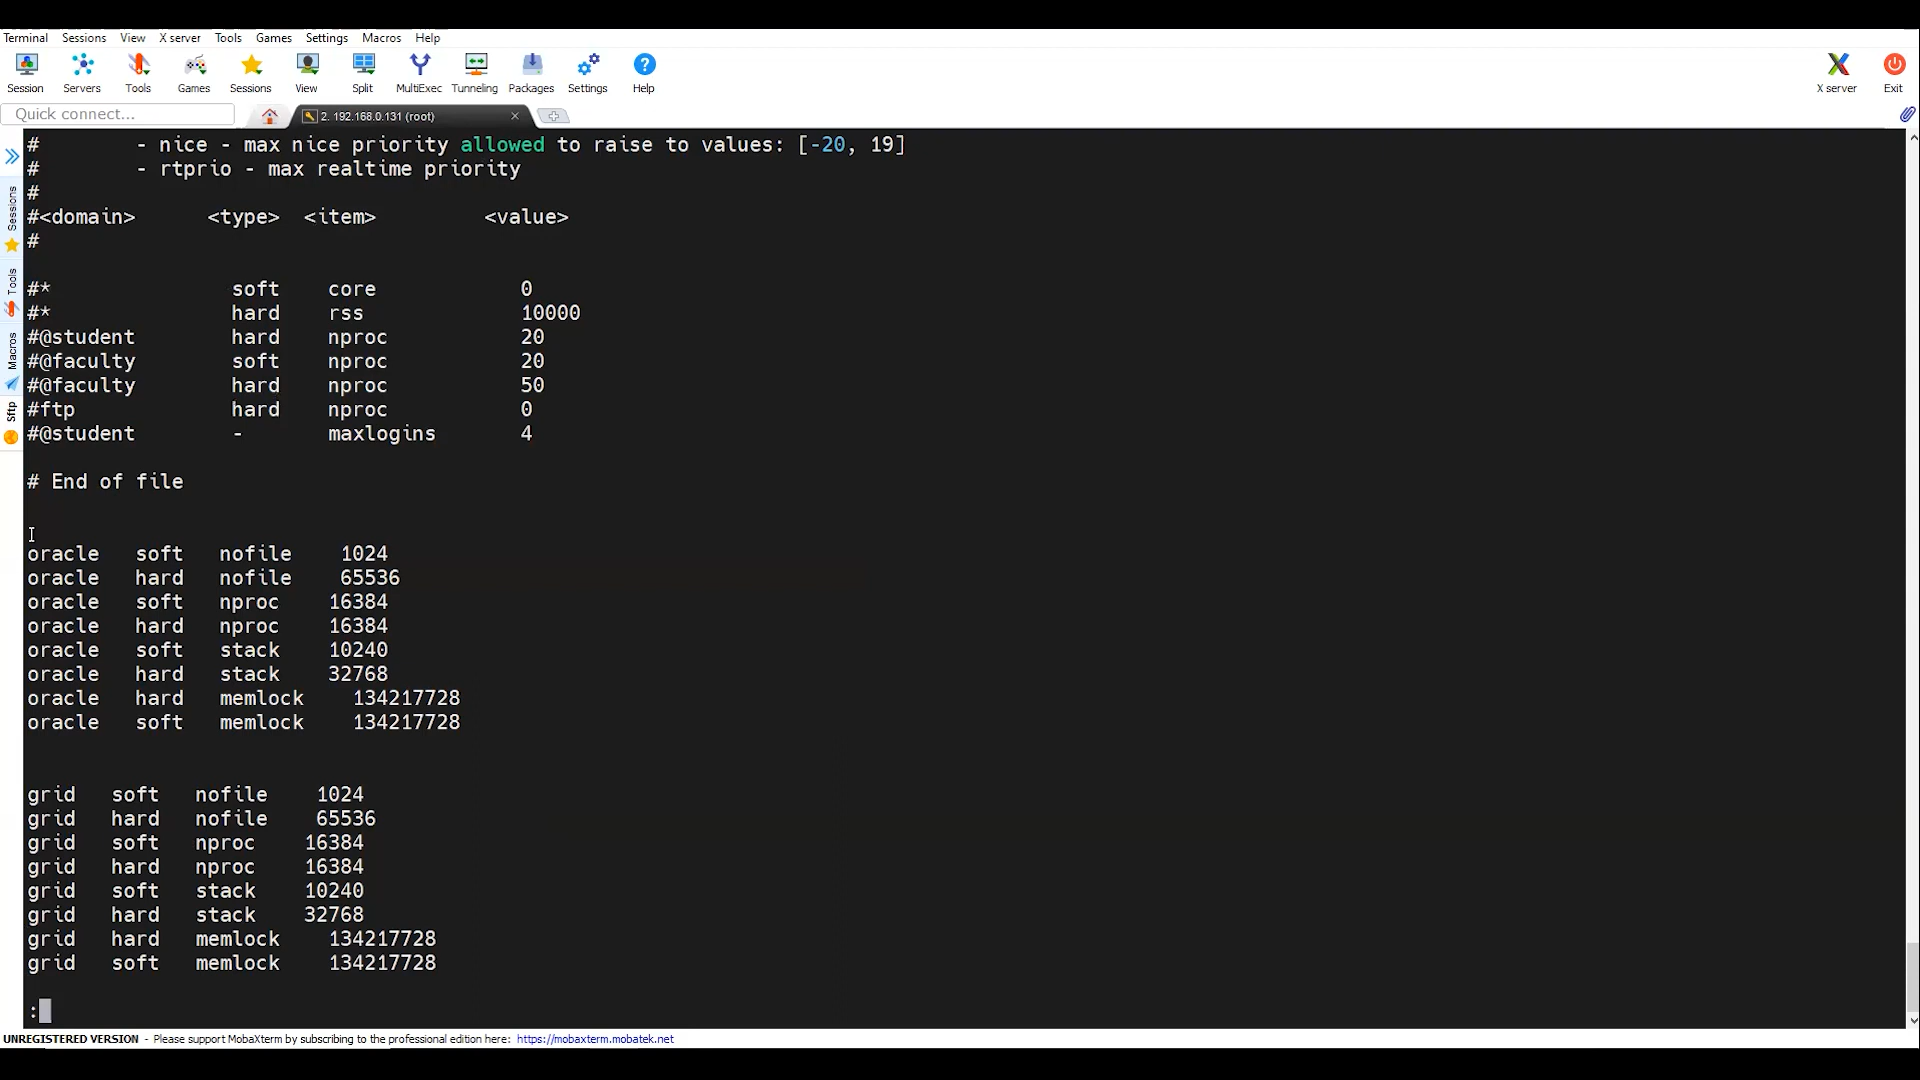 Terminal Sessions View X server Tools Games Settings Macros Help
Session Servers Tools Games Sessions View Split MultiExec Tunneling Packages Settings Help X server Exit
Quick connect...
2. 192.168.0.131 (root)
Sessions
Tools
Macros
Sftp
# - nice - max nice priority allowed to raise to values: [-20, 19]
# - rtprio - max realtime priority
#
#<domain> <type> <item> <value>
#
#* soft core 0
#* hard rss 10000
#@student hard nproc 20
#@faculty soft nproc 20
#@faculty hard nproc 50
#ftp hard nproc 0
#@student - maxlogins 4
# End of file
oracle soft nofile 1024
oracle hard nofile 65536
oracle soft nproc 16384
oracle hard nproc 16384
oracle soft stack 10240
oracle hard stack 32768
oracle hard memlock 134217728
oracle soft memlock 134217728
grid soft nofile 1024
grid hard nofile 65536
grid soft nproc 16384
grid hard nproc 16384
grid soft stack 10240
grid hard stack 32768
grid hard memlock 134217728
grid soft memlock 134217728
:
UNREGISTERED VERSION - Please support MobaXterm by subscribing to the professional edition here: https://mobaxterm.mobatek.net